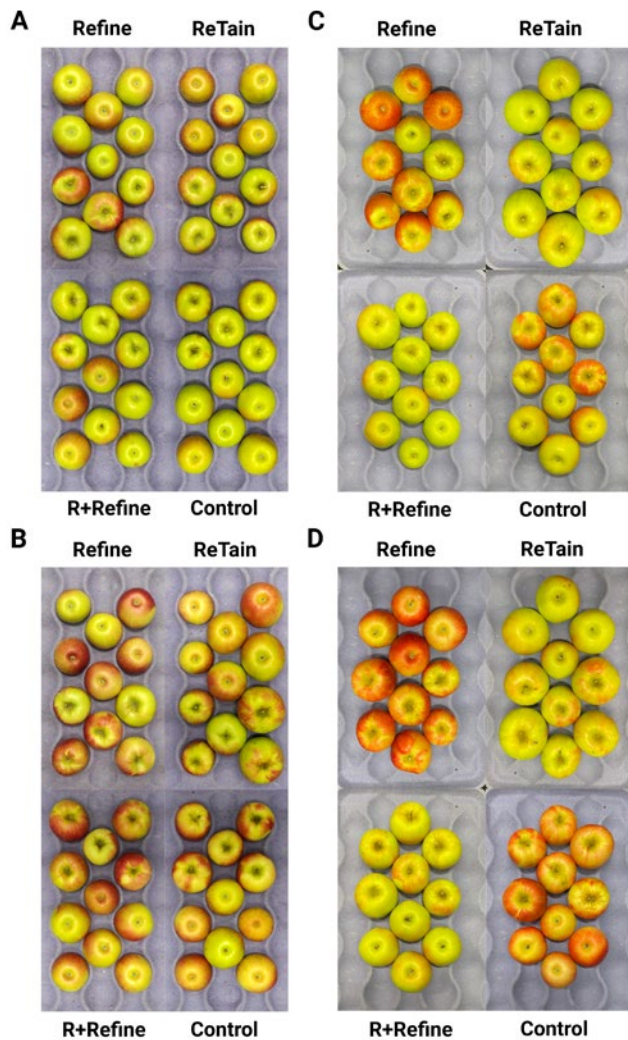 A
Refine ReTain
R+Refine Control
B
Refine ReTain
R+Refine Control
C
Refine ReTain
R+Refine Control
D
Refine ReTain
R+Refine Control